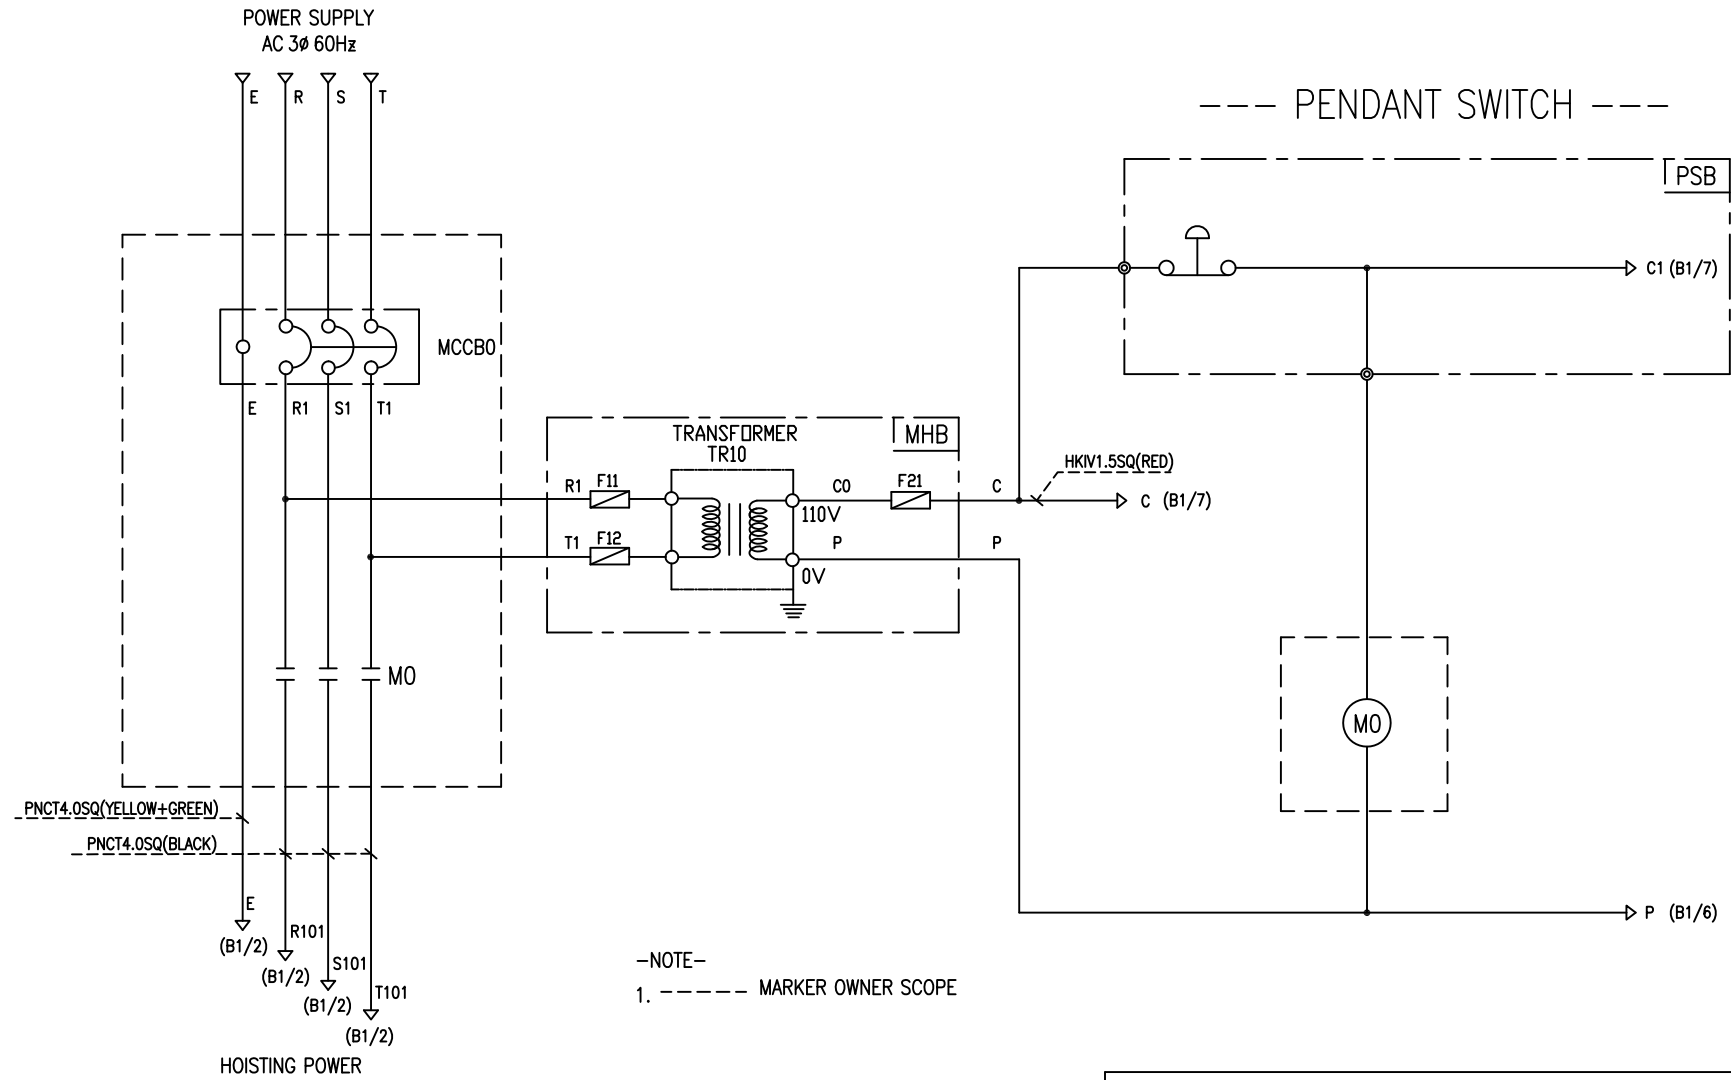 POWER SUPPLY
AC 3ø 60Hz
E R S T
--- PENDANT SWITCH ---
PSB
C1 (B1/7)
MCCB0
E R1 S1 T1
TRANSFORMER
TR10
MHB
HKIV1.5SQ(RED)
R1 F11
C0 F21 C
C (B1/7)
110V
T1 F12
P P
0V
M0
M0
PNCT4.0SQ(YELLOW+GREEN)
PNCT4.0SQ(BLACK)
E
(B1/2)
R101
(B1/2)
S101
(B1/2)
T101
(B1/2)
HOISTING POWER
P (B1/6)
-NOTE-
1. ------ MARKER OWNER SCOPE